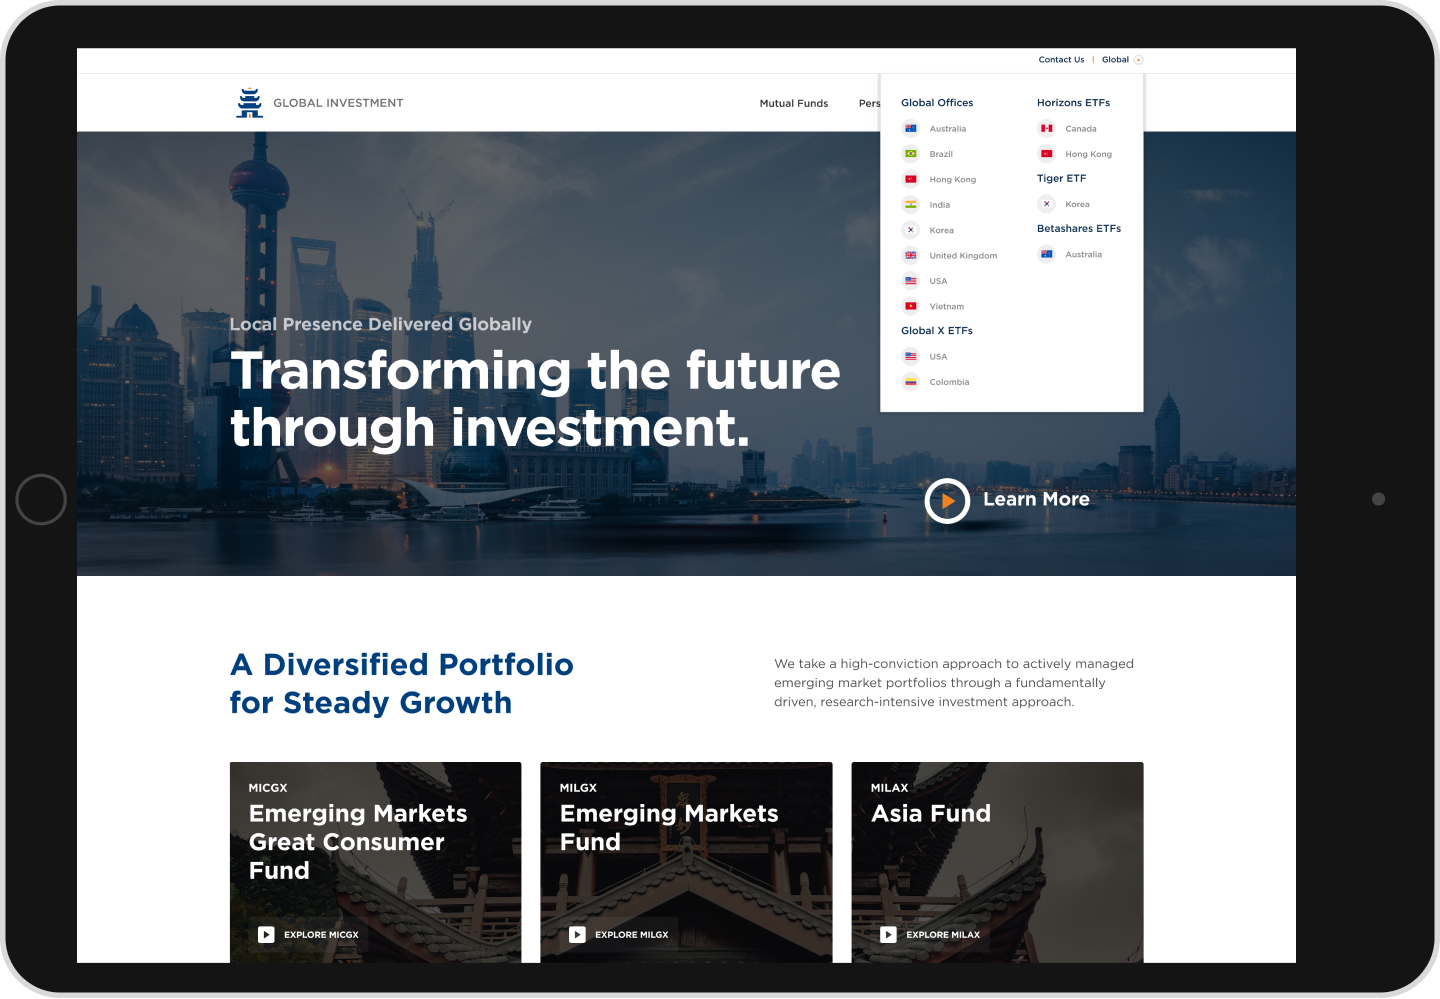 Contact Us | Global
GLOBAL INVESTMENT
Mutual Funds
Pers
Global Offices
Australia
Brazil
Hong Kong
India
Korea
United Kingdom
USA
Vietnam
Global X ETFs
USA
Colombia
Horizons ETFs
Canada
Hong Kong
Tiger ETF
Korea
Betashares ETFs
Australia
Local Presence Delivered Globally
Transforming the future
through investment.
Learn More
A Diversified Portfolio
for Steady Growth
We take a high-conviction approach to actively managed
emerging market portfolios through a fundamentally
driven, research-intensive investment approach.
MICGX
Emerging Markets
Great Consumer
Fund
EXPLORE MICGX
MILGX
Emerging Markets
Fund
EXPLORE MILGX
MILAX
Asia Fund
EXPLORE MILAX